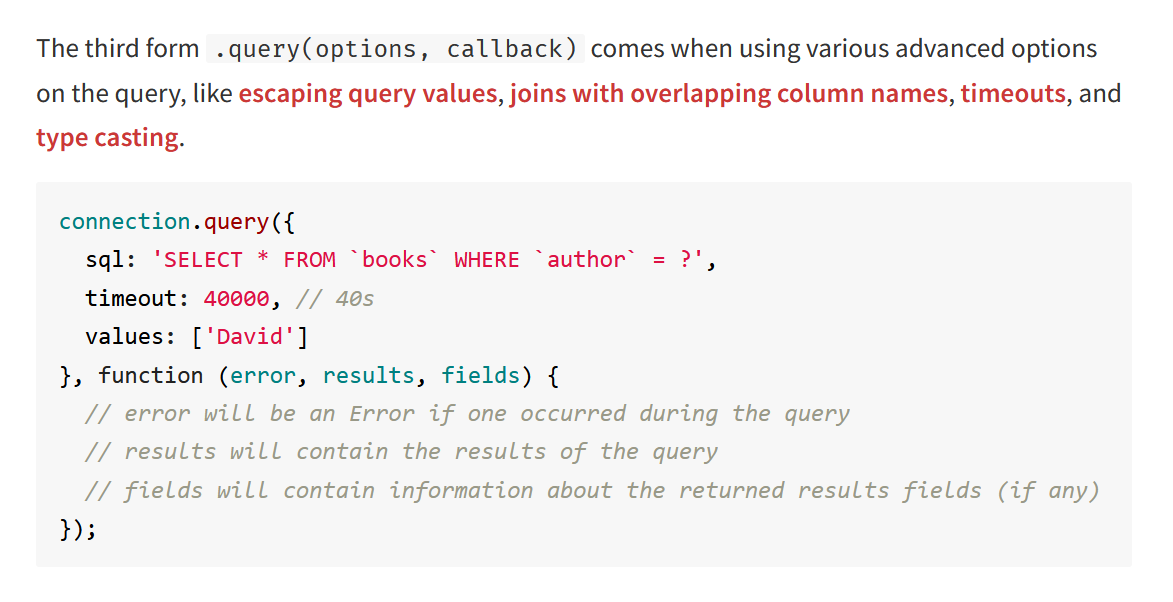 The third form .query(options, callback) comes when using various advanced options
on the query, like escaping query values, joins with overlapping column names, timeouts, and
type casting.
connection.query({
  sql: 'SELECT * FROM `books` WHERE `author` = ?',
  timeout: 40000, // 40s
  values: ['David']
}, function (error, results, fields) {
  // error will be an Error if one occurred during the query
  // results will contain the results of the query
  // fields will contain information about the returned results fields (if any)
});